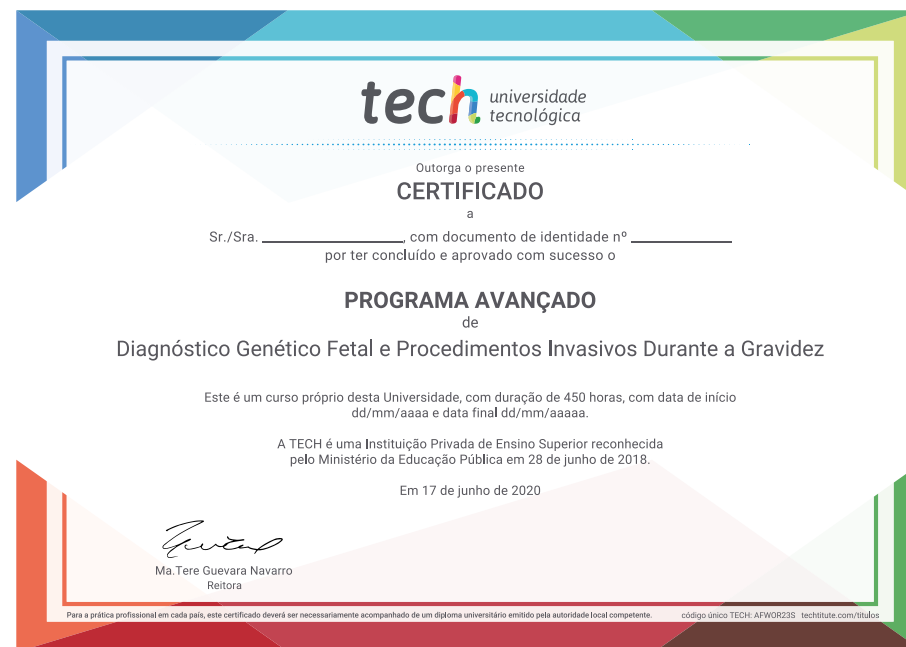 tech universidade
tecnológica
Outorga o presente
CERTIFICADO
a
Sr./Sra. ______________, com documento de identidade nº ____________
por ter concluído e aprovado com sucesso o
PROGRAMA AVANÇADO
de
Diagnóstico Genético Fetal e Procedimentos Invasivos Durante a Gravidez
Este é um curso próprio desta Universidade, com duração de 450 horas, com data de início
dd/mm/aaaa e data final dd/mm/aaaaa.
A TECH é uma Instituição Privada de Ensino Superior reconhecida
pelo Ministério da Educação Pública em 28 de junho de 2018.
Em 17 de junho de 2020
Ma.Tere Guevara Navarro
Reitora
Para a prática profissional em cada país, este certificado deverá ser necessariamente acompanhado de um diploma universitário emitido pela autoridade local competente. código único TECH: AFWOR23S techtitute.com/titulos